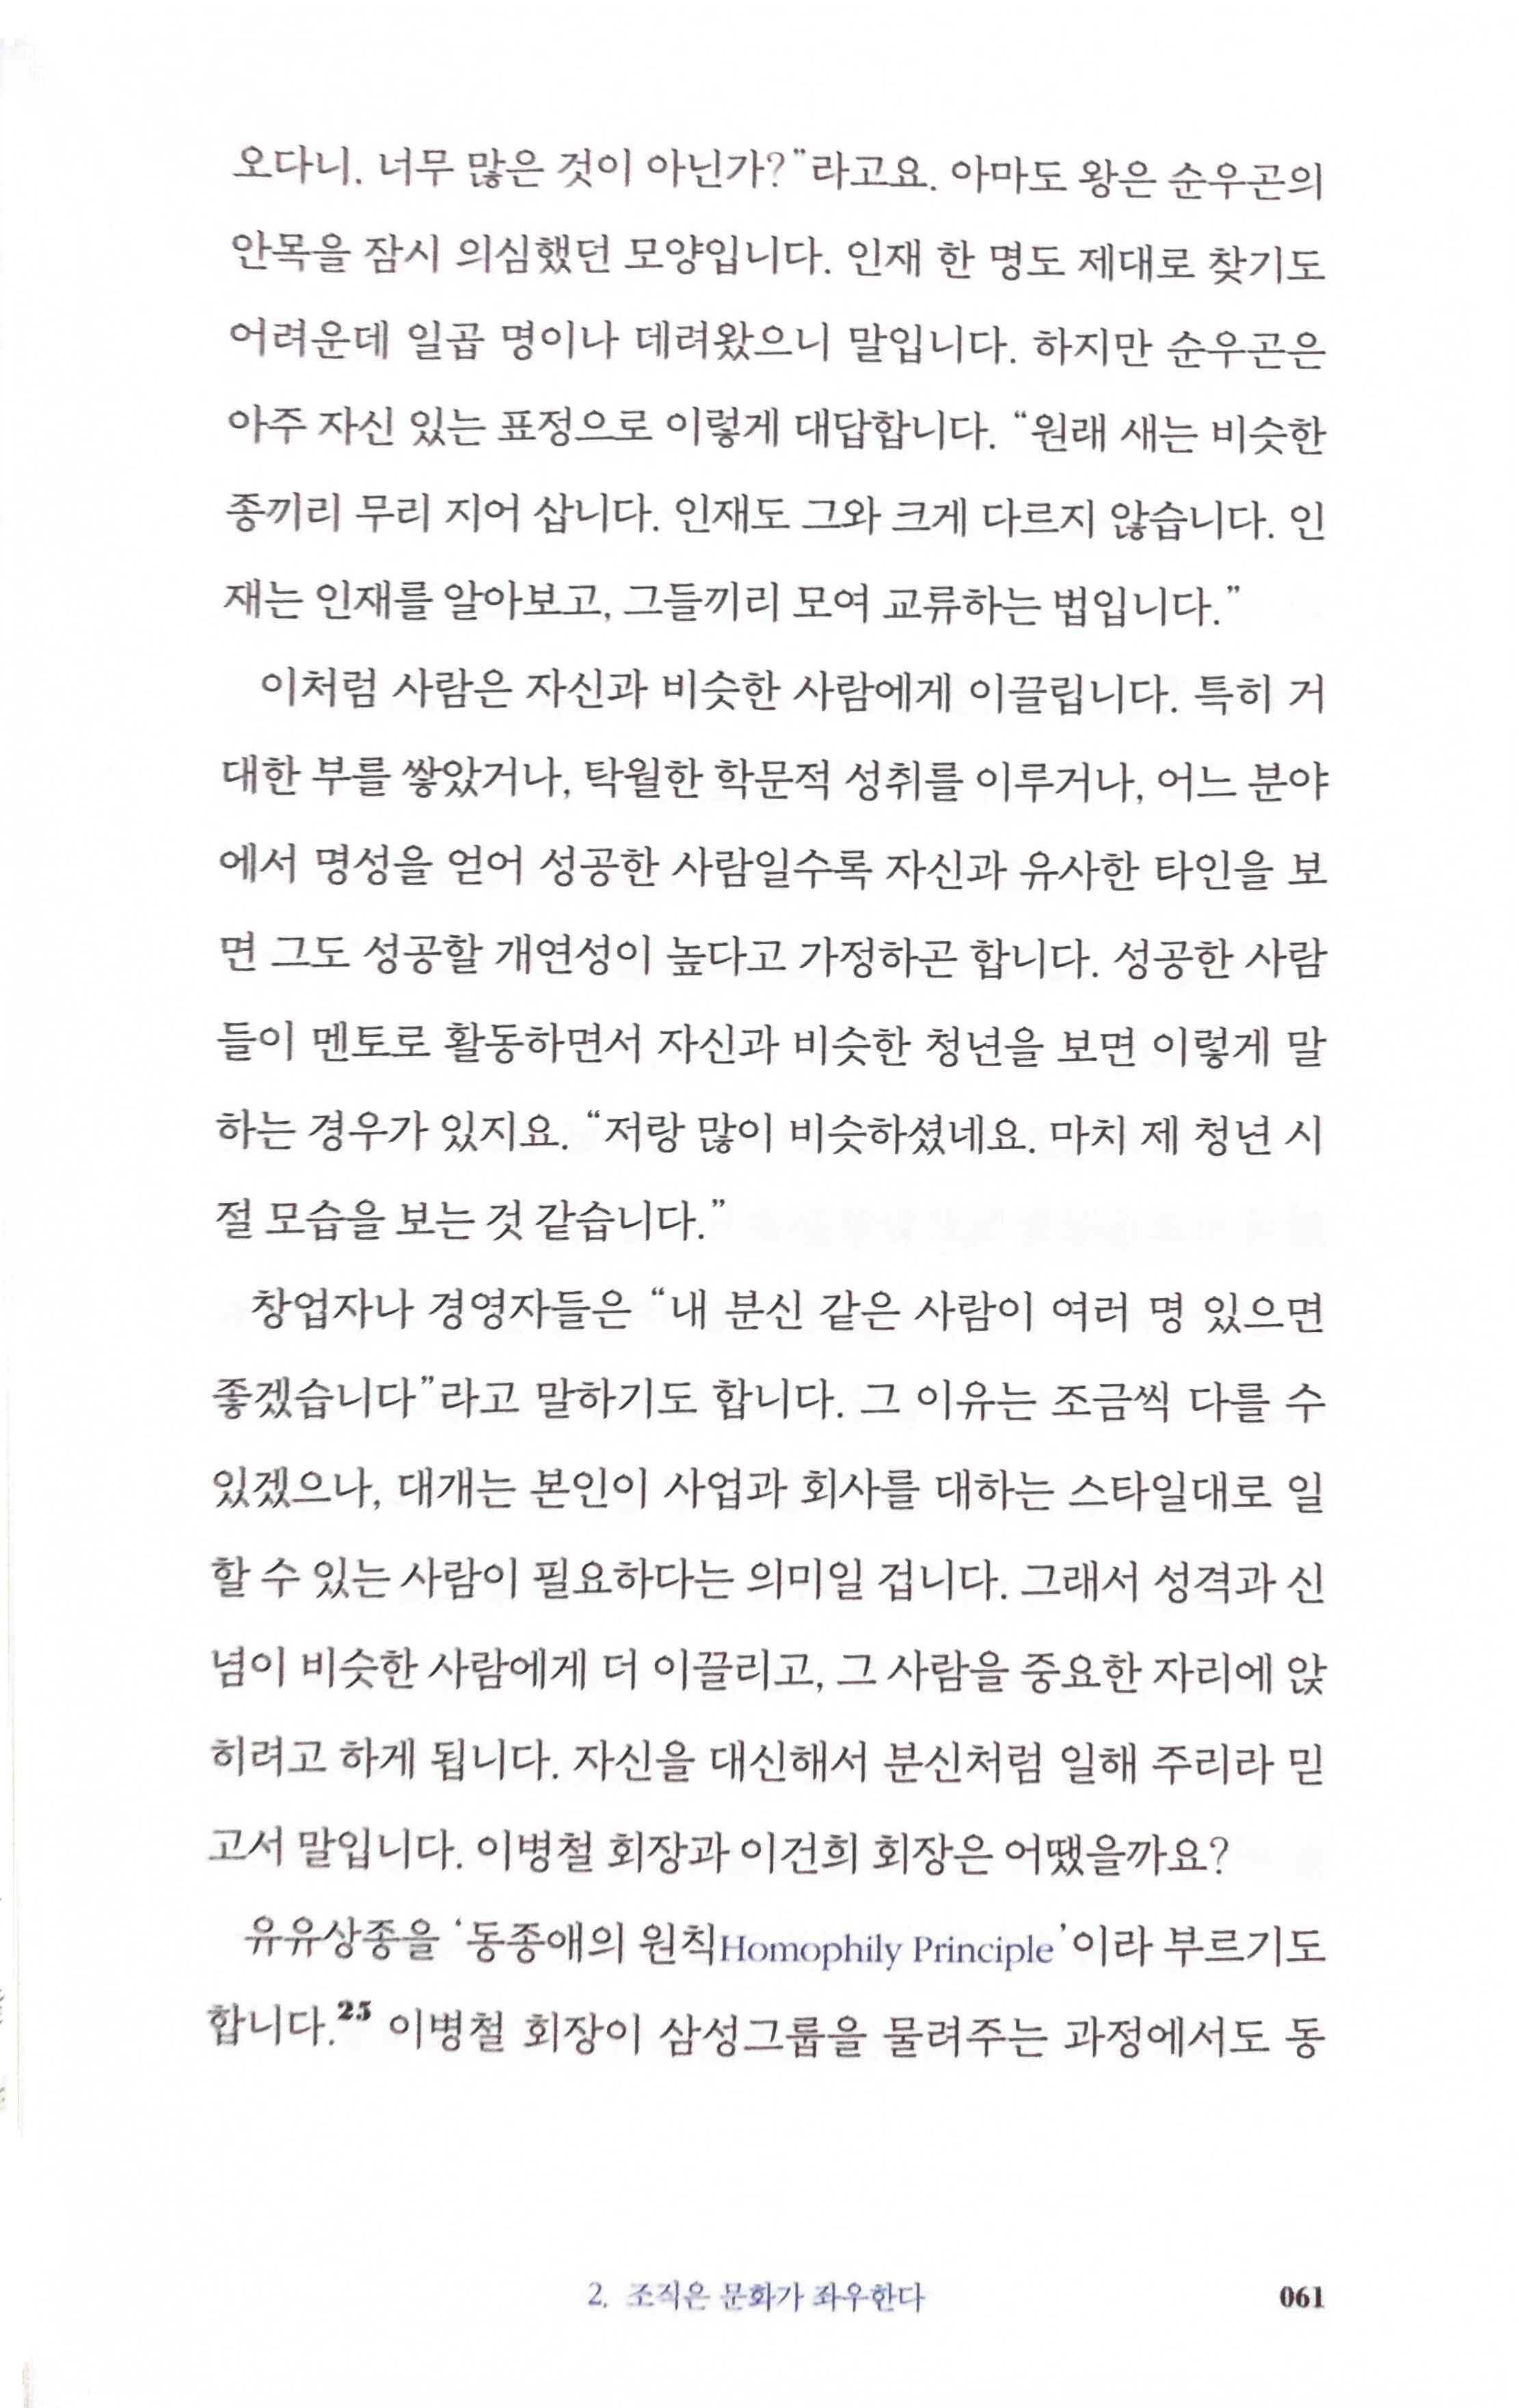 오다니. 너무 많은 것이 아닌가?”라고요. 아마도 왕은 순우곤의
안목을 잠시 의심했던 모양입니다. 인재 한 명도 제대로 찾기도
어려운데 일곱 명이나 데려왔으니 말입니다. 하지만 순우곤은
아주 자신 있는 표정으로 이렇게 대답합니다. “원래 새는 비슷한
종끼리 무리 지어 삽니다. 인재도 그와 크게 다르지 않습니다. 인
재는 인재를 알아보고, 그들끼리 모여 교류하는 법입니다.”
이처럼 사람은 자신과 비슷한 사람에게 이끌립니다. 특히 거
대한 부를 쌓았거나, 탁월한 학문적 성취를 이루거나, 어느 분야
에서 명성을 얻어 성공한 사람일수록 자신과 유사한 타인을 보
면 그도 성공할 개연성이 높다고 가정하곤 합니다. 성공한 사람
들이 멘토로 활동하면서 자신과 비슷한 청년을 보면 이렇게 말
하는 경우가 있지요. “저랑 많이 비슷하셨네요. 마치 제 청년 시
절 모습을 보는 것 같습니다.”
창업자나 경영자들은 “내 분신 같은 사람이 여러 명 있으면
좋겠습니다”라고 말하기도 합니다. 그 이유는 조금씩 다를 수
있겠으나, 대개는 본인이 사업과 회사를 대하는 스타일대로 일
할 수 있는 사람이 필요하다는 의미일 겁니다. 그래서 성격과 신
념이 비슷한 사람에게 더 이끌리고, 그 사람을 중요한 자리에 앉
히려고 하게 됩니다. 자신을 대신해서 분신처럼 일해 주리라 믿
고서 말입니다. 이병철 회장과 이건희 회장은 어땠을까요?
유유상종을 ‘동종애의 원칙Homophily Principle’이라 부르기도
합니다.25 이병철 회장이 삼성그룹을 물려주는 과정에서도 동
2. 조직은 문화가 좌우한다 061